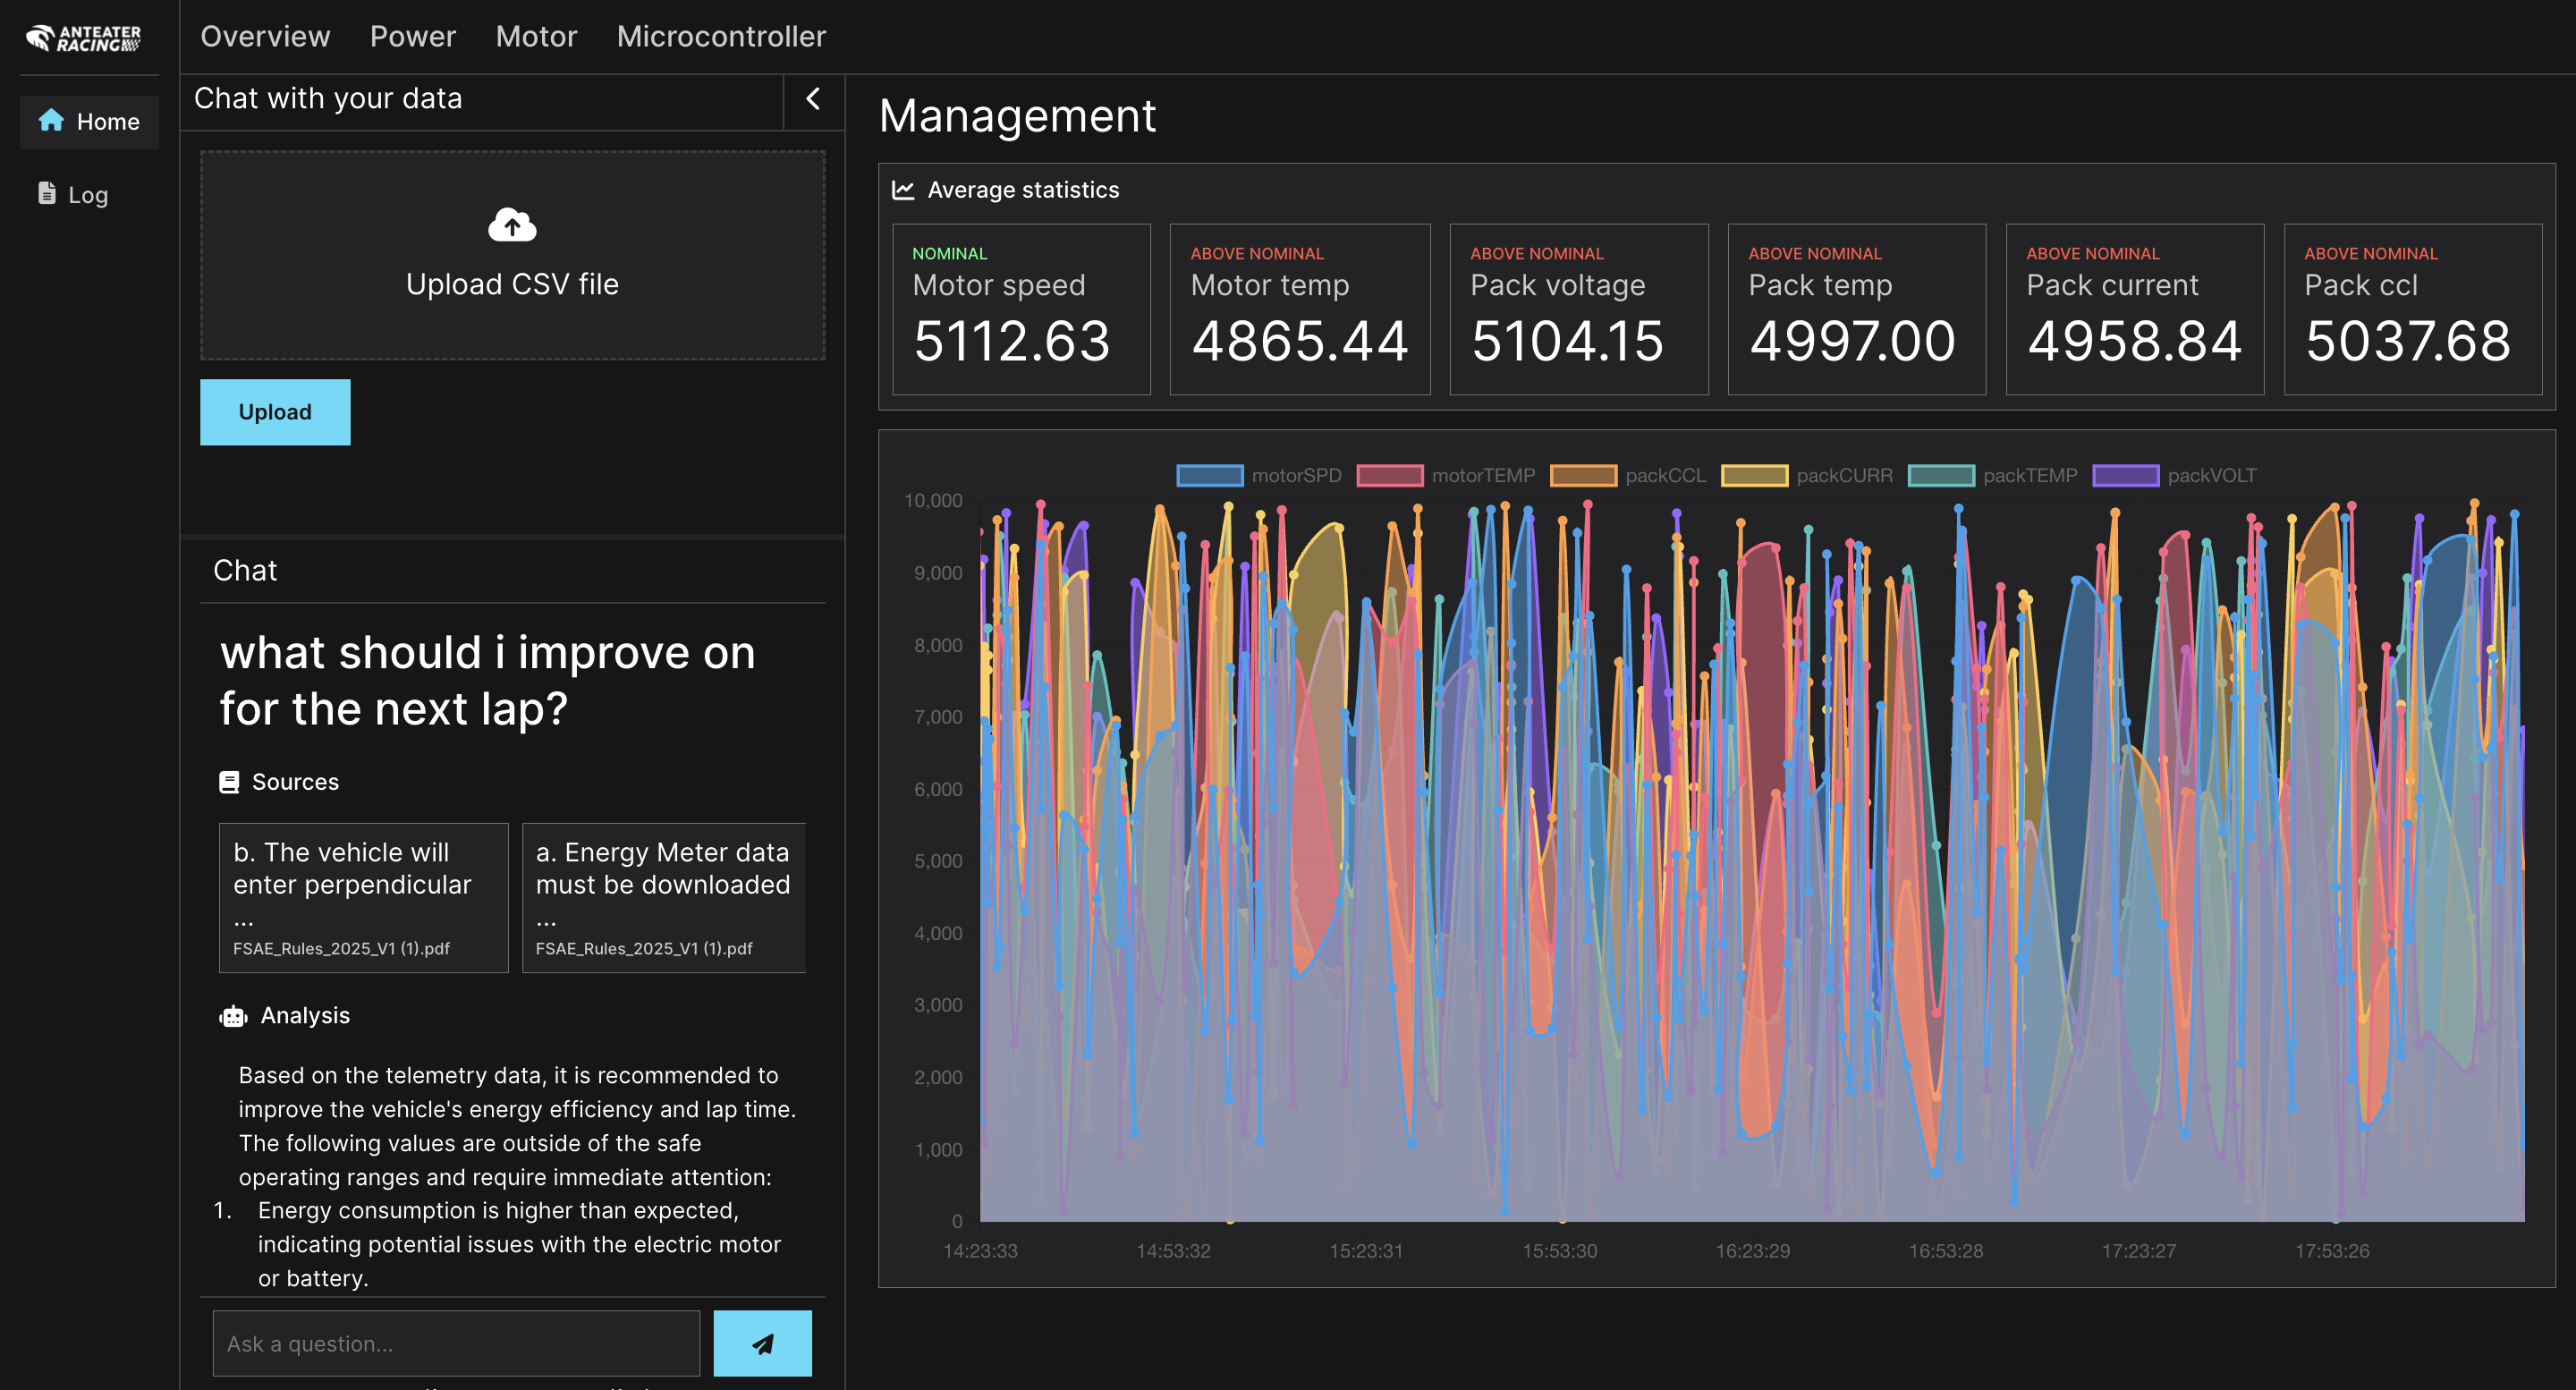 ANTEATER
RACING
Home
Log
Overview Power Motor Microcontroller
Chat with your data
Upload CSV file
Upload
Chat
what should i improve on
for the next lap?
Sources
b. The vehicle will
enter perpendicular
...
FSAE_Rules_2025_V1 (1).pdf
a. Energy Meter data
must be downloaded
...
FSAE_Rules_2025_V1 (1).pdf
Analysis
Based on the telemetry data, it is recommended to
improve the vehicle's energy efficiency and lap time.
The following values are outside of the safe
operating ranges and require immediate attention:
1. Energy consumption is higher than expected,
indicating potential issues with the electric motor
or battery.
Ask a question...
Management
Average statistics
NOMINAL
Motor speed
5112.63
ABOVE NOMINAL
Motor temp
4865.44
ABOVE NOMINAL
Pack voltage
5104.15
ABOVE NOMINAL
Pack temp
4997.00
ABOVE NOMINAL
Pack current
4958.84
ABOVE NOMINAL
Pack ccl
5037.68
motorSPD motorTEMP packCCL packCURR packTEMP packVOLT
10,000
9,000
8,000
7,000
6,000
5,000
4,000
3,000
2,000
1,000
0
14:23:33 14:53:32 15:23:31 15:53:30 16:23:29 16:53:28 17:23:27 17:53:26